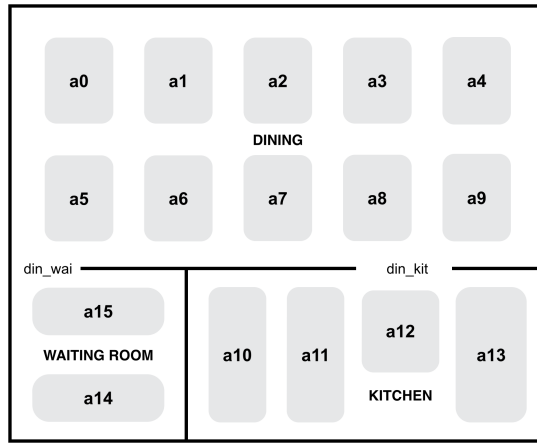 a0 a1 a2 a3 a4
DINING
a5 a6 a7 a8 a9
din_wai din_kit
a15
WAITING ROOM
a14
a10 a11 a12 a13
KITCHEN